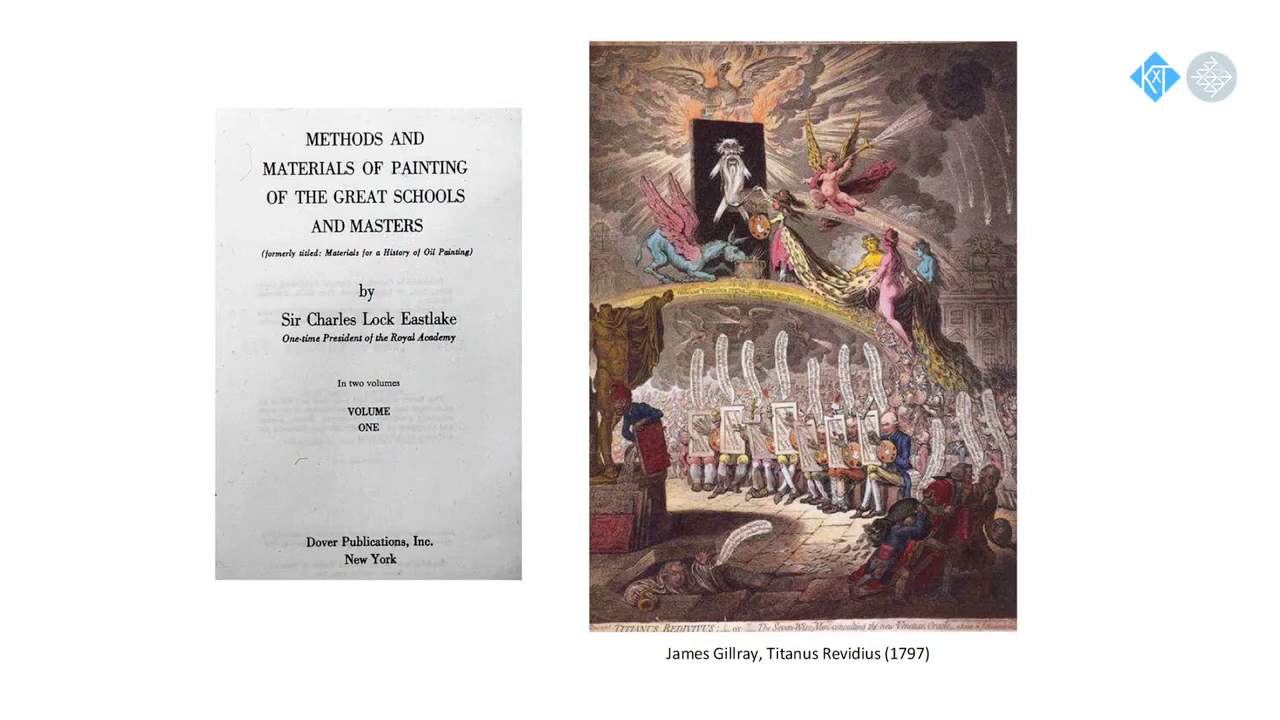 METHODS AND
MATERIALS OF PAINTING
OF THE GREAT SCHOOLS
AND MASTERS
(formerly titled: Materials for a History of Oil Painting)
by
Sir Charles Lock Eastlake
One-time President of the Royal Academy
In two volumes
VOLUME
ONE
Dover Publications, Inc.
New York
KXT
TITIANUS REDIVIVUS; or The Seven Wise Men consulting the new Venetian Oracle
James Gillray, Titanus Revidius (1797)